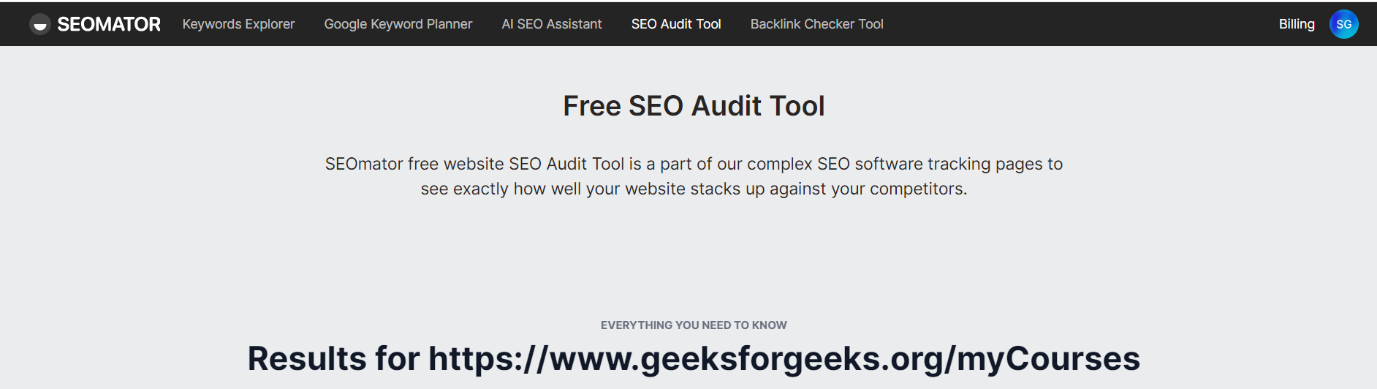 SEOMATOR Keywords Explorer Google Keyword Planner AI SEO Assistant SEO Audit Tool Backlink Checker Tool Billing SG
Free SEO Audit Tool
SEOmator free website SEO Audit Tool is a part of our complex SEO software tracking pages to
see exactly how well your website stacks up against your competitors.
EVERYTHING YOU NEED TO KNOW
Results for https://www.geeksforgeeks.org/myCourses